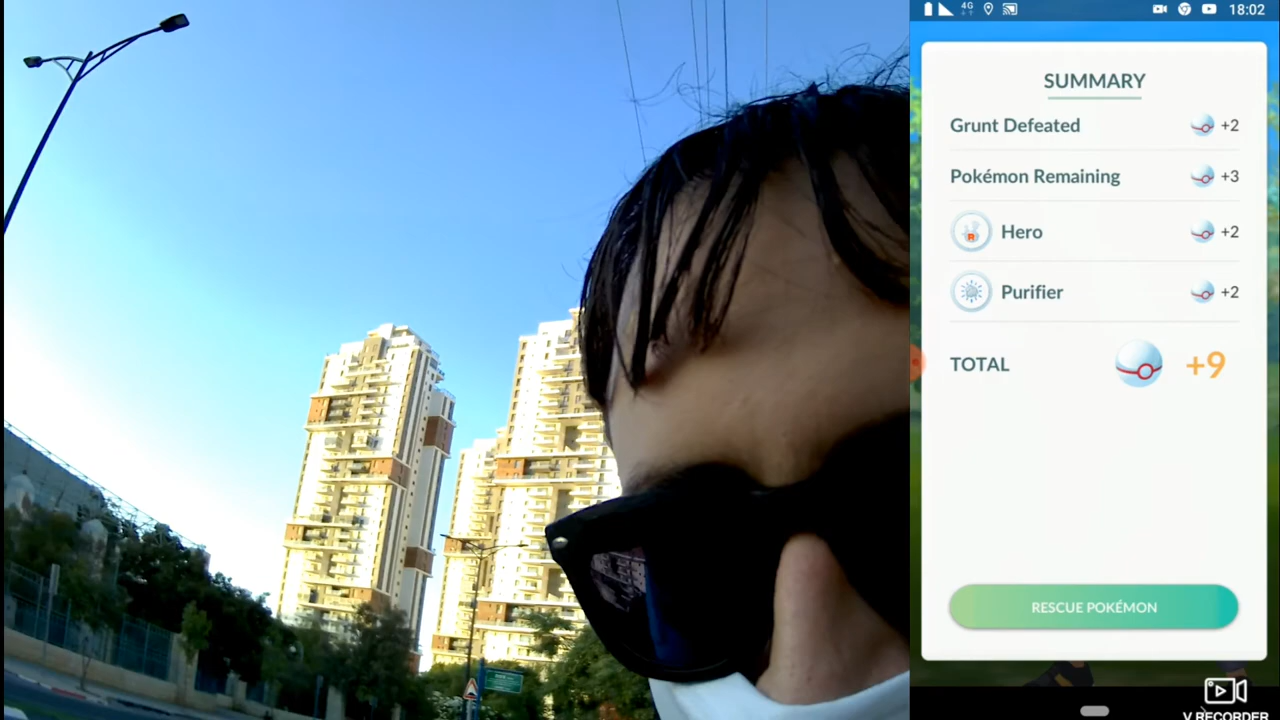 4G
18:02
SUMMARY
Grunt Defeated +2
Pokémon Remaining +3
R Hero +2
Purifier +2
TOTAL +9
RESCUE POKÉMON
V RECORDER